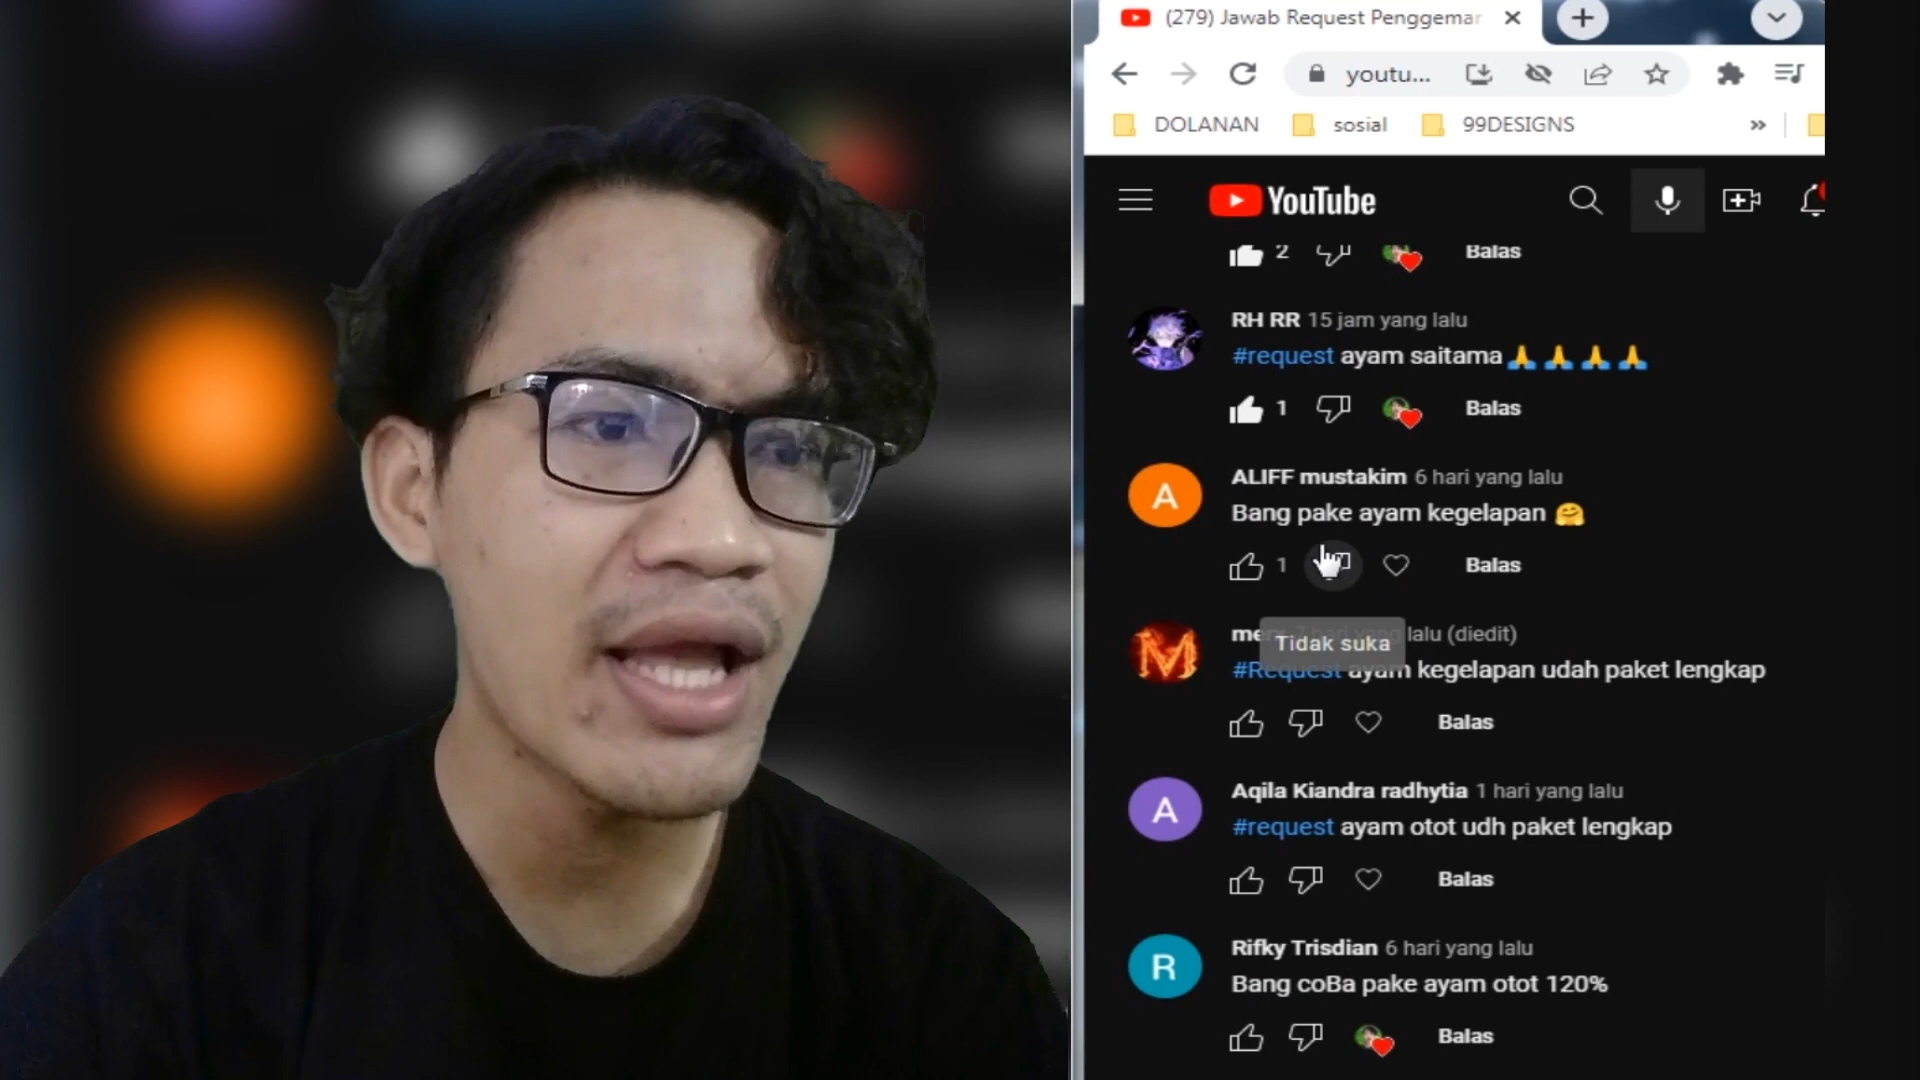 (279) Jawab Request Penggemar
youtu...
DOLANAN
sosial
99DESIGNS
YouTube
2
Balas
RH RR 15 jam yang lalu
#request ayam saitama🙏🙏🙏🙏
1
Balas
A
ALIFF mustakim 6 hari yang lalu
Bang pake ayam kegelapan 🤗
1
Balas
M
lalu (diedit)
Tidak suka
#Request ayam kegelapan udah paket lengkap
Balas
A
Aqila Kiandra radhytia 1 hari yang lalu
#request ayam otot udh paket lengkap
Balas
R
Rifky Trisdian 6 hari yang lalu
Bang coBa pake ayam otot 120%
Balas